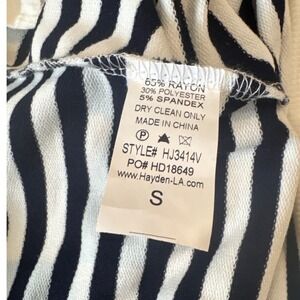 65% RAYON
30% POLYESTER
5% SPANDEX
DRY CLEAN ONLY
MADE IN CHINA
P
STYLE# HJ3414V
PO# HD18649
www.Hayden-LA.com
S